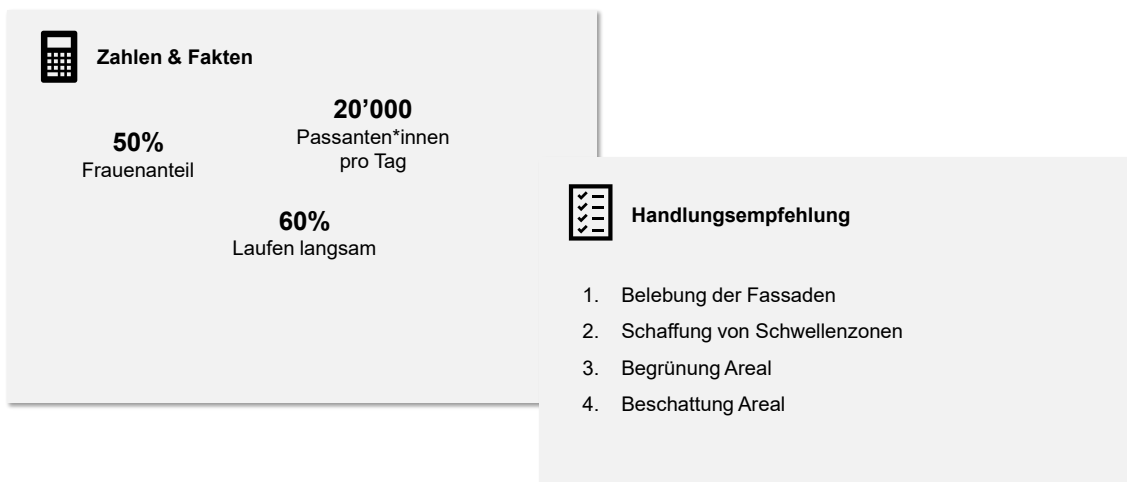 Zahlen & Fakten
20’000
Passanten*innen
pro Tag
50%
Frauenanteil
60%
Laufen langsam
Handlungsempfehlung
1. Belebung der Fassaden
2. Schaffung von Schwellenzonen
3. Begrünung Areal
4. Beschattung Areal